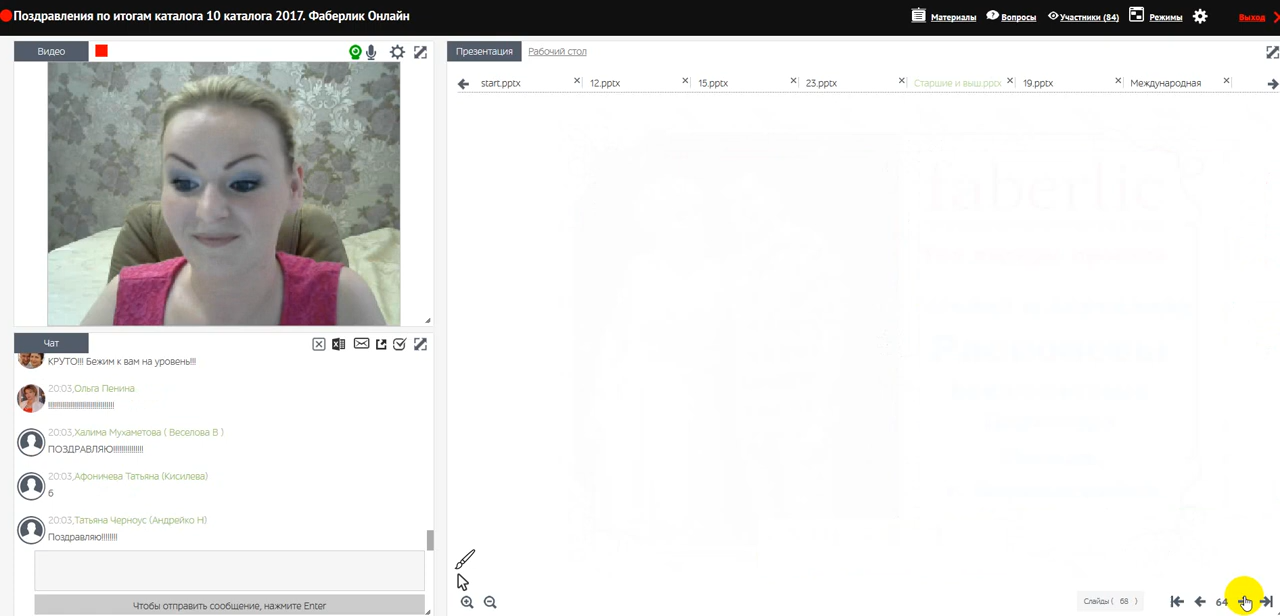 Поздравления по итогам каталога 10 каталога 2017. Фаберлик Онлайн
Материалы Вопросы Участники (84) Режимы Выход
Видео
Презентация Рабочий стол
start.pptx 12.pptx 15.pptx 23.pptx Старшие и выш.pptx 19.pptx Международная
faberlic
Чат
КРУТО!!! Бежим к вам на уровень!!!
20:03,Ольга Пенина
!!!!!!!!!!!!!!!!!!!!!!!!!!!!!!!!!
20:03,Халима Мухаметова ( Веселова В )
ПОЗДРАВЛЯЮ!!!!!!!!!!!!!!!
20:03,Афоничева Татьяна (Кисилева)
6
20:03,Татьяна Черноус (Андрейко Н)
Поздравляю!!!!!!!!
Чтобы отправить сообщение, нажмите Enter
Слайды ( 68 ) 64